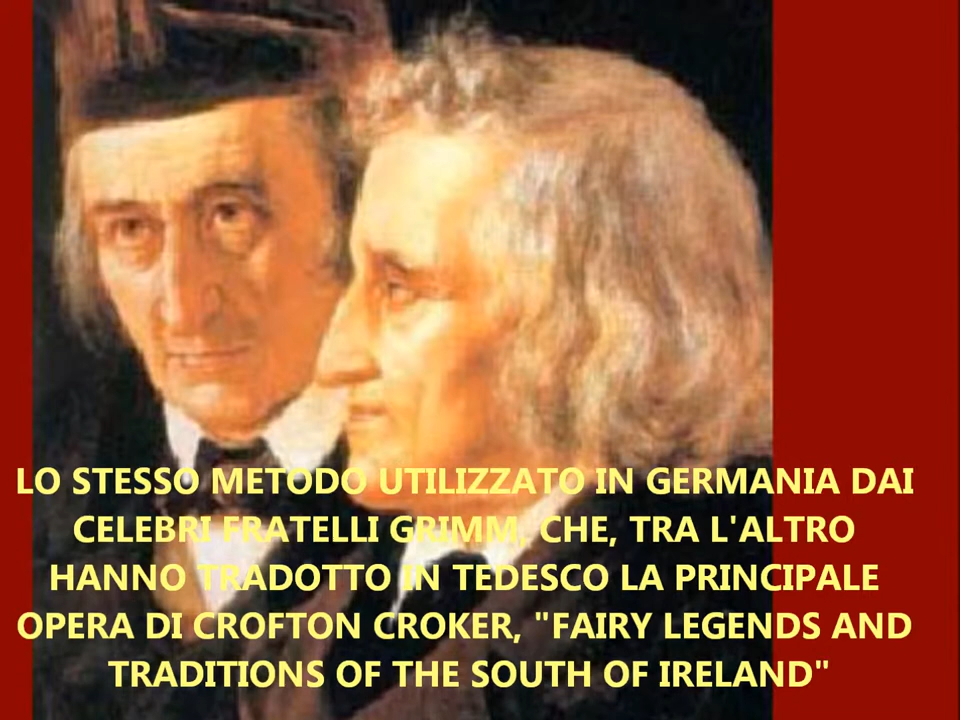 LO STESSO METODO UTILIZZATO IN GERMANIA DAI
CELEBRI FRATELLI GRIMM, CHE, TRA L'ALTRO
HANNO TRADOTTO IN TEDESCO LA PRINCIPALE
OPERA DI CROFTON CROKER, "FAIRY LEGENDS AND
TRADITIONS OF THE SOUTH OF IRELAND"